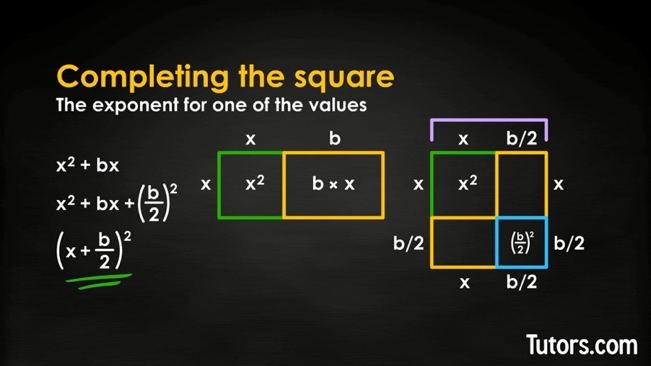 Completing the square
The exponent for one of the values
x² + bx
x² + bx + (b/2)²
(x + b/2)²
x b
x x² b × x
x b/2
x x² x
b/2 (b/2)² b/2
x b/2
Tutors.com